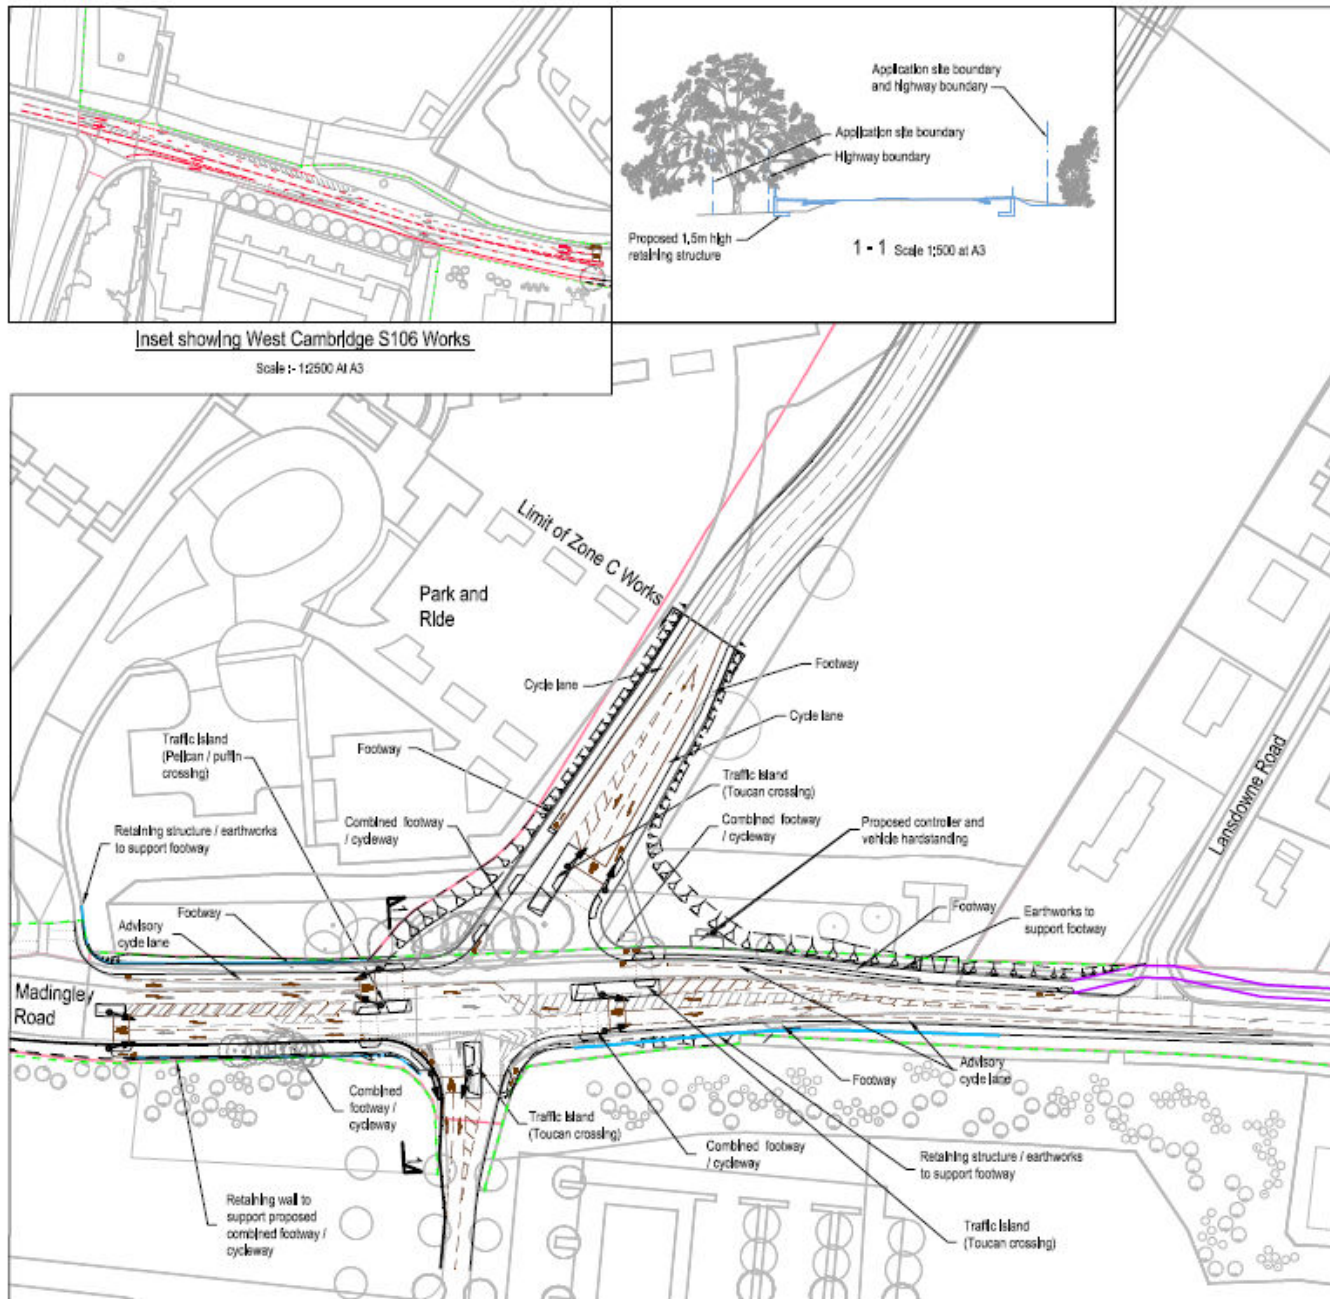 Application site boundary
and highway boundary
Application site boundary
Highway boundary
Proposed 1.5m high
retaining structure
1 - 1 Scale 1:500 at A3
Inset showing West Cambridge S106 Works
Scale :- 1:2500 At A3
Limit of Zone C Works
Park and
Ride
Footway
Cycle lane
Cycle lane
Traffic Island
(Pelican / puffin
crossing)
Footway
Traffic Island
(Toucan crossing)
Lansdowne Road
Retaining structure / earthworks
to support footway
Combined footway
/ cycleway
Combined footway
/ cycleway
Proposed controller and
vehicle hardstanding
Footway
Advisory
cycle lane
Footway
Earthworks to
support footway
1
Madingley
Road
Combined
footway /
cycleway
Footway
Advisory
cycle lane
Traffic Island
(Toucan crossing)
Combined footway
/ cycleway
Retaining structure / earthworks
to support footway
1
Retaining wall to
support proposed
combined footway /
cycleway
Traffic Island
(Toucan crossing)